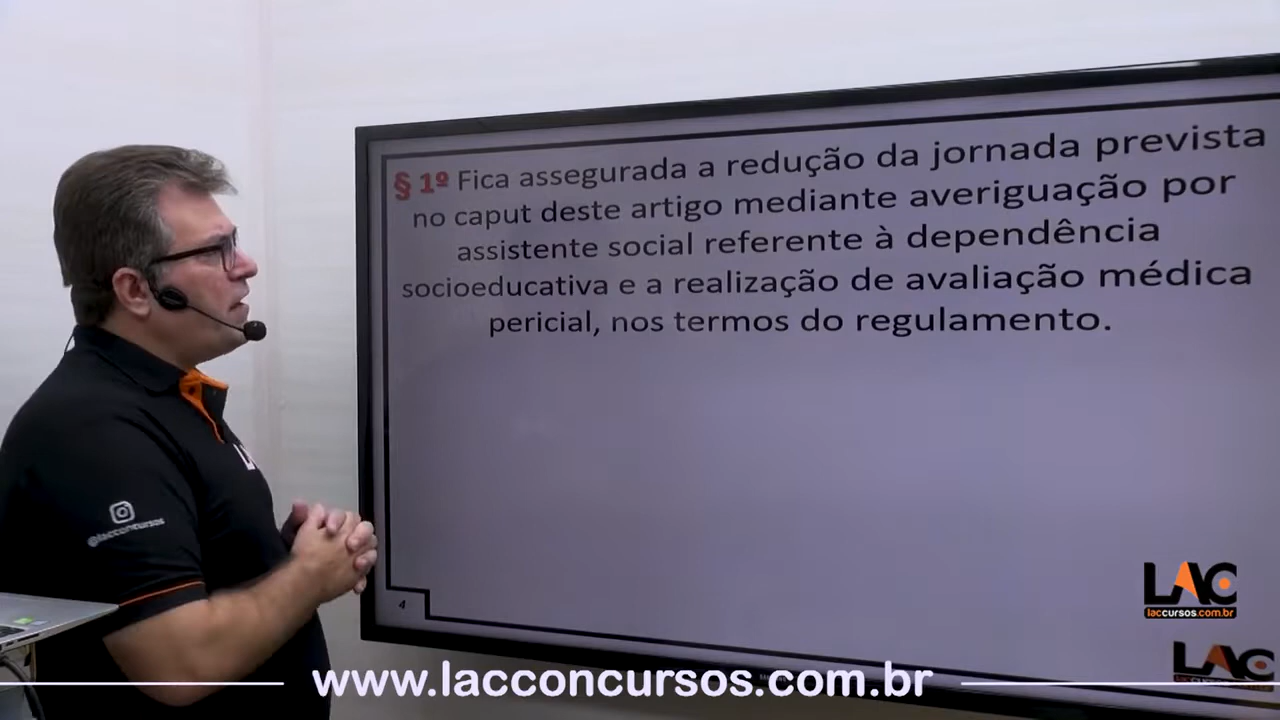 § 1º Fica assegurada a redução da jornada prevista
no caput deste artigo mediante averiguação por
assistente social referente à dependência
socioeducativa e a realização de avaliação médica
pericial, nos termos do regulamento.
@lacconcursos
4
LAC
laccursos.com.br
LAC
www.lacconcursos.com.br